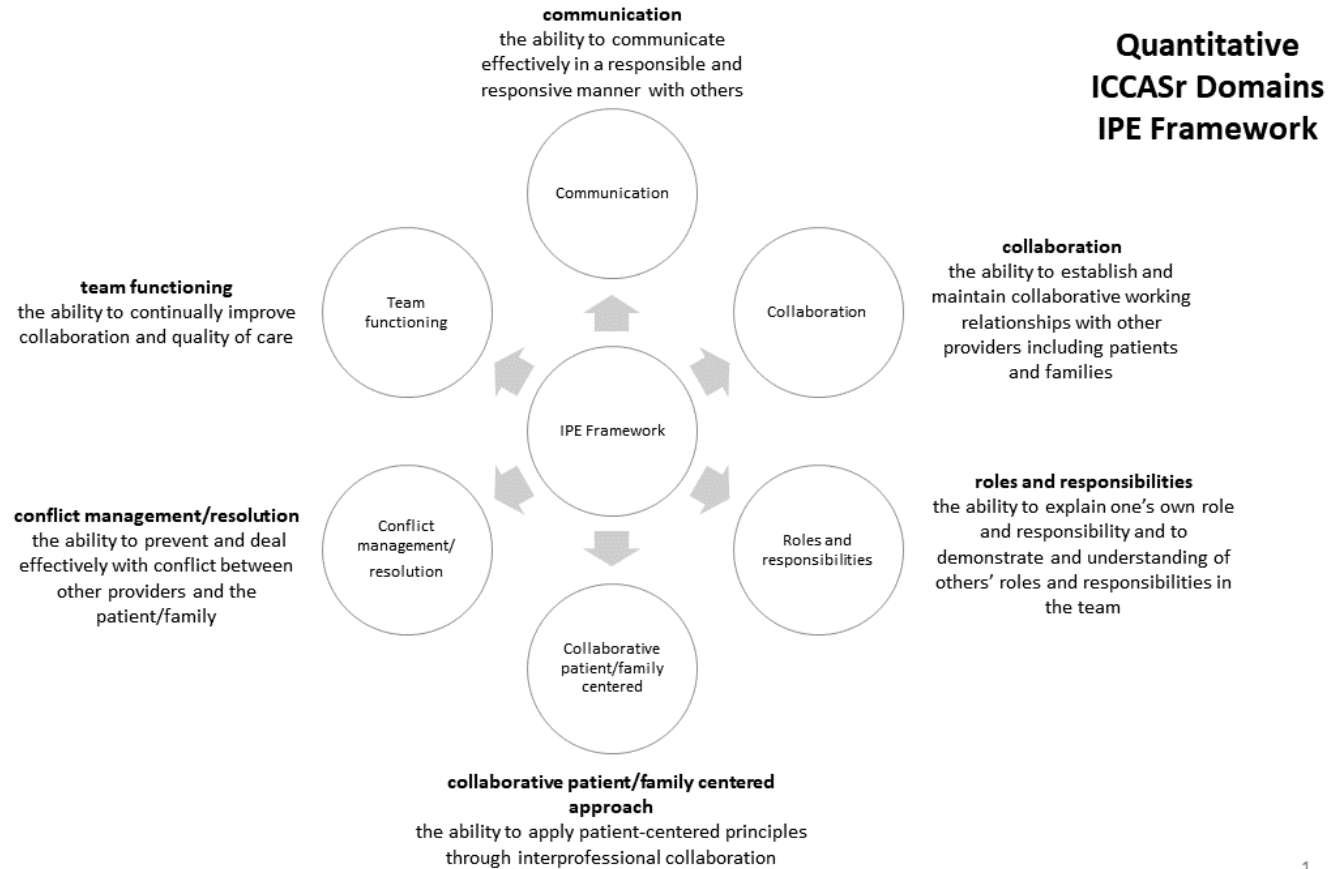 Quantitative
ICCASr Domains
IPE Framework
communication
the ability to communicate
effectively in a responsible and
responsive manner with others
Communication
collaboration
the ability to establish and
maintain collaborative working
relationships with other
providers including patients
and families
Collaboration
roles and responsibilities
the ability to explain one's own role
and responsibility and to
demonstrate and understanding of
others' roles and responsibilities in
the team
Roles and
responsibilities
Collaborative
patient/family
centered
collaborative patient/family centered
approach
the ability to apply patient-centered principles
through interprofessional collaboration
conflict management/resolution
the ability to prevent and deal
effectively with conflict between
other providers and the
patient/family
Conflict
management/
resolution
team functioning
the ability to continually improve
collaboration and quality of care
Team
functioning
IPE Framework
1